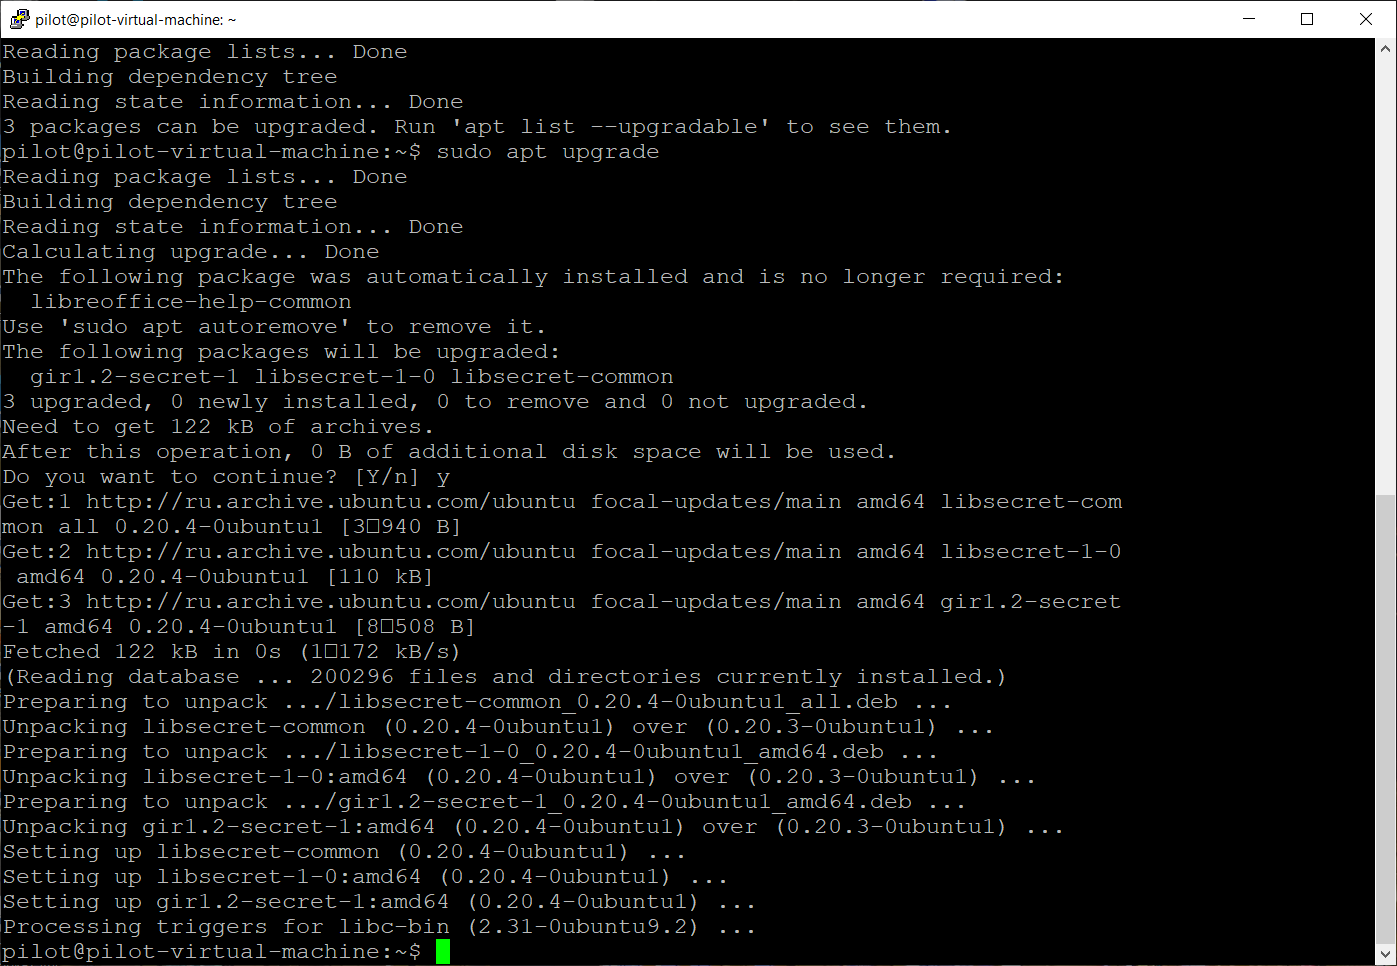 pilot@pilot-virtual-machine: ~
Reading package lists... Done
Building dependency tree
Reading state information... Done
3 packages can be upgraded. Run 'apt list --upgradable' to see them.
pilot@pilot-virtual-machine:~$ sudo apt upgrade
Reading package lists... Done
Building dependency tree
Reading state information... Done
Calculating upgrade... Done
The following package was automatically installed and is no longer required:
  libreoffice-help-common
Use 'sudo apt autoremove' to remove it.
The following packages will be upgraded:
  gir1.2-secret-1 libsecret-1-0 libsecret-common
3 upgraded, 0 newly installed, 0 to remove and 0 not upgraded.
Need to get 122 kB of archives.
After this operation, 0 B of additional disk space will be used.
Do you want to continue? [Y/n] y
Get:1 http://ru.archive.ubuntu.com/ubuntu focal-updates/main amd64 libsecret-com
mon all 0.20.4-0ubuntu1 [3□940 B]
Get:2 http://ru.archive.ubuntu.com/ubuntu focal-updates/main amd64 libsecret-1-0
 amd64 0.20.4-0ubuntu1 [110 kB]
Get:3 http://ru.archive.ubuntu.com/ubuntu focal-updates/main amd64 gir1.2-secret
-1 amd64 0.20.4-0ubuntu1 [8□508 B]
Fetched 122 kB in 0s (1□172 kB/s)
(Reading database ... 200296 files and directories currently installed.)
Preparing to unpack .../libsecret-common_0.20.4-0ubuntu1_all.deb ...
Unpacking libsecret-common (0.20.4-0ubuntu1) over (0.20.3-0ubuntu1) ...
Preparing to unpack .../libsecret-1-0_0.20.4-0ubuntu1_amd64.deb ...
Unpacking libsecret-1-0:amd64 (0.20.4-0ubuntu1) over (0.20.3-0ubuntu1) ...
Preparing to unpack .../gir1.2-secret-1_0.20.4-0ubuntu1_amd64.deb ...
Unpacking gir1.2-secret-1:amd64 (0.20.4-0ubuntu1) over (0.20.3-0ubuntu1) ...
Setting up libsecret-common (0.20.4-0ubuntu1) ...
Setting up libsecret-1-0:amd64 (0.20.4-0ubuntu1) ...
Setting up gir1.2-secret-1:amd64 (0.20.4-0ubuntu1) ...
Processing triggers for libc-bin (2.31-0ubuntu9.2) ...
pilot@pilot-virtual-machine:~$